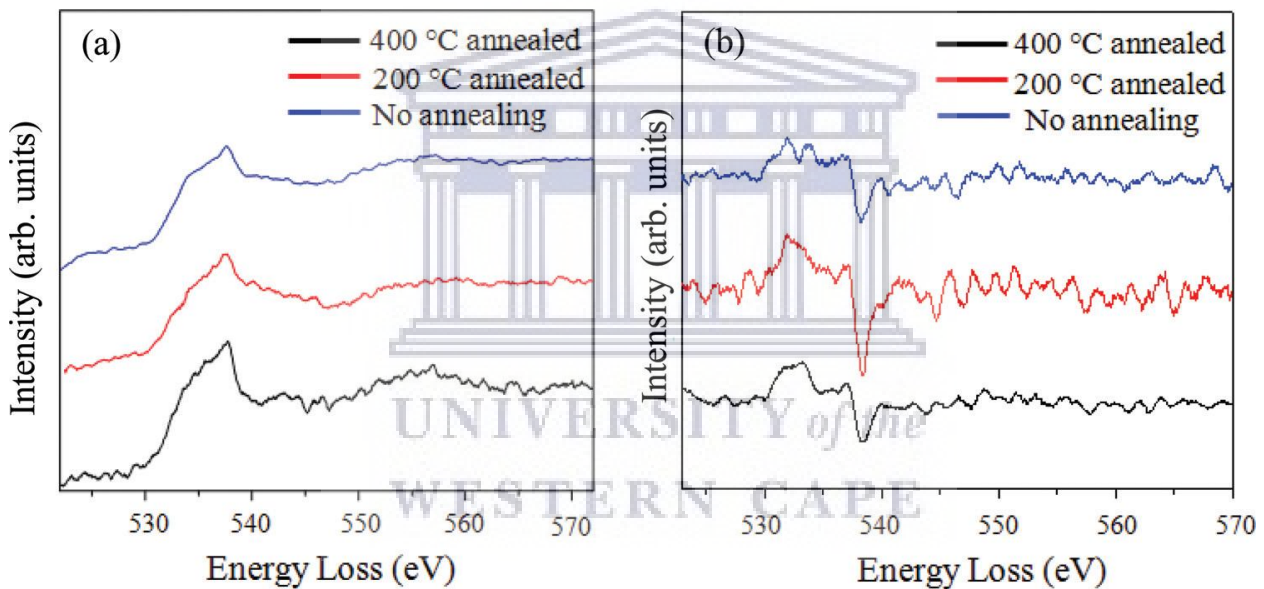 (a)
400 °C annealed
200 °C annealed
No annealing
Intensity (arb. units)
530 540 550 560 570
Energy Loss (eV)
(b)
400 °C annealed
200 °C annealed
No annealing
Intensity (arb. units)
530 540 550 560 570
Energy Loss (eV)
UNIVERSITY of the
WESTERN CAPE